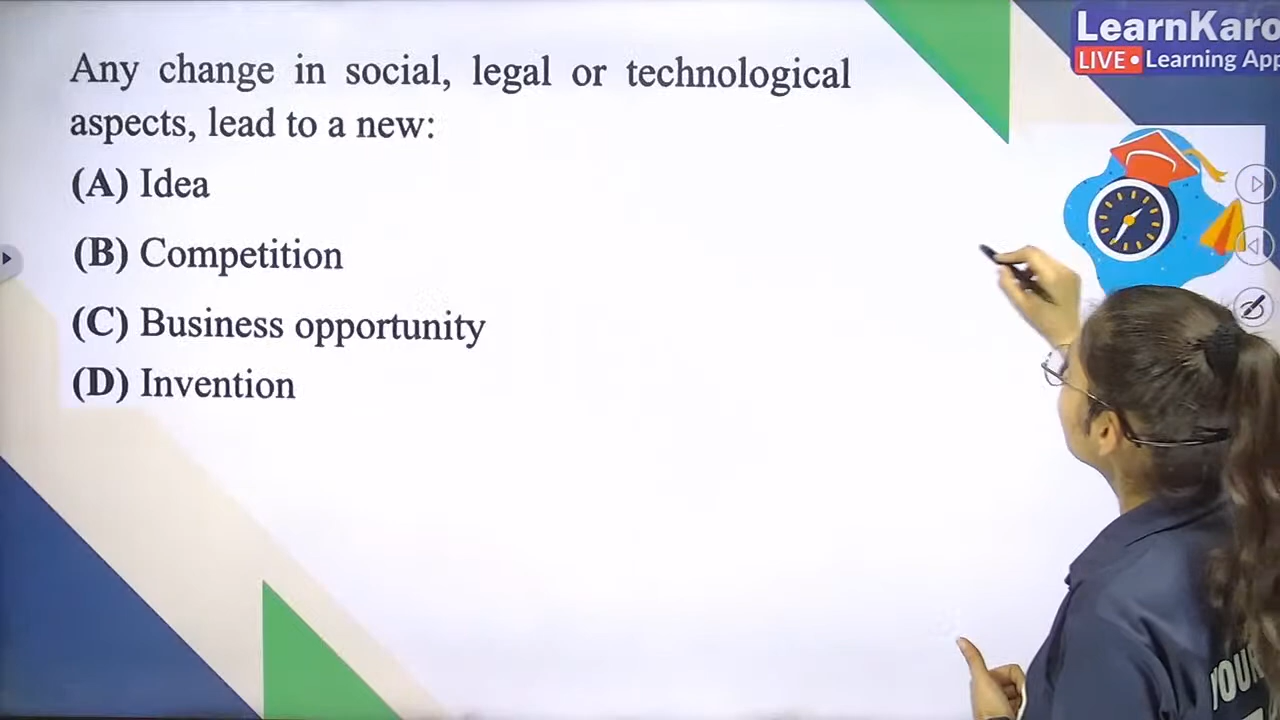 LearnKaro
LIVE • Learning App
Any change in social, legal or technological
aspects, lead to a new:
(A) Idea
(B) Competition
(C) Business opportunity
(D) Invention
YOUR